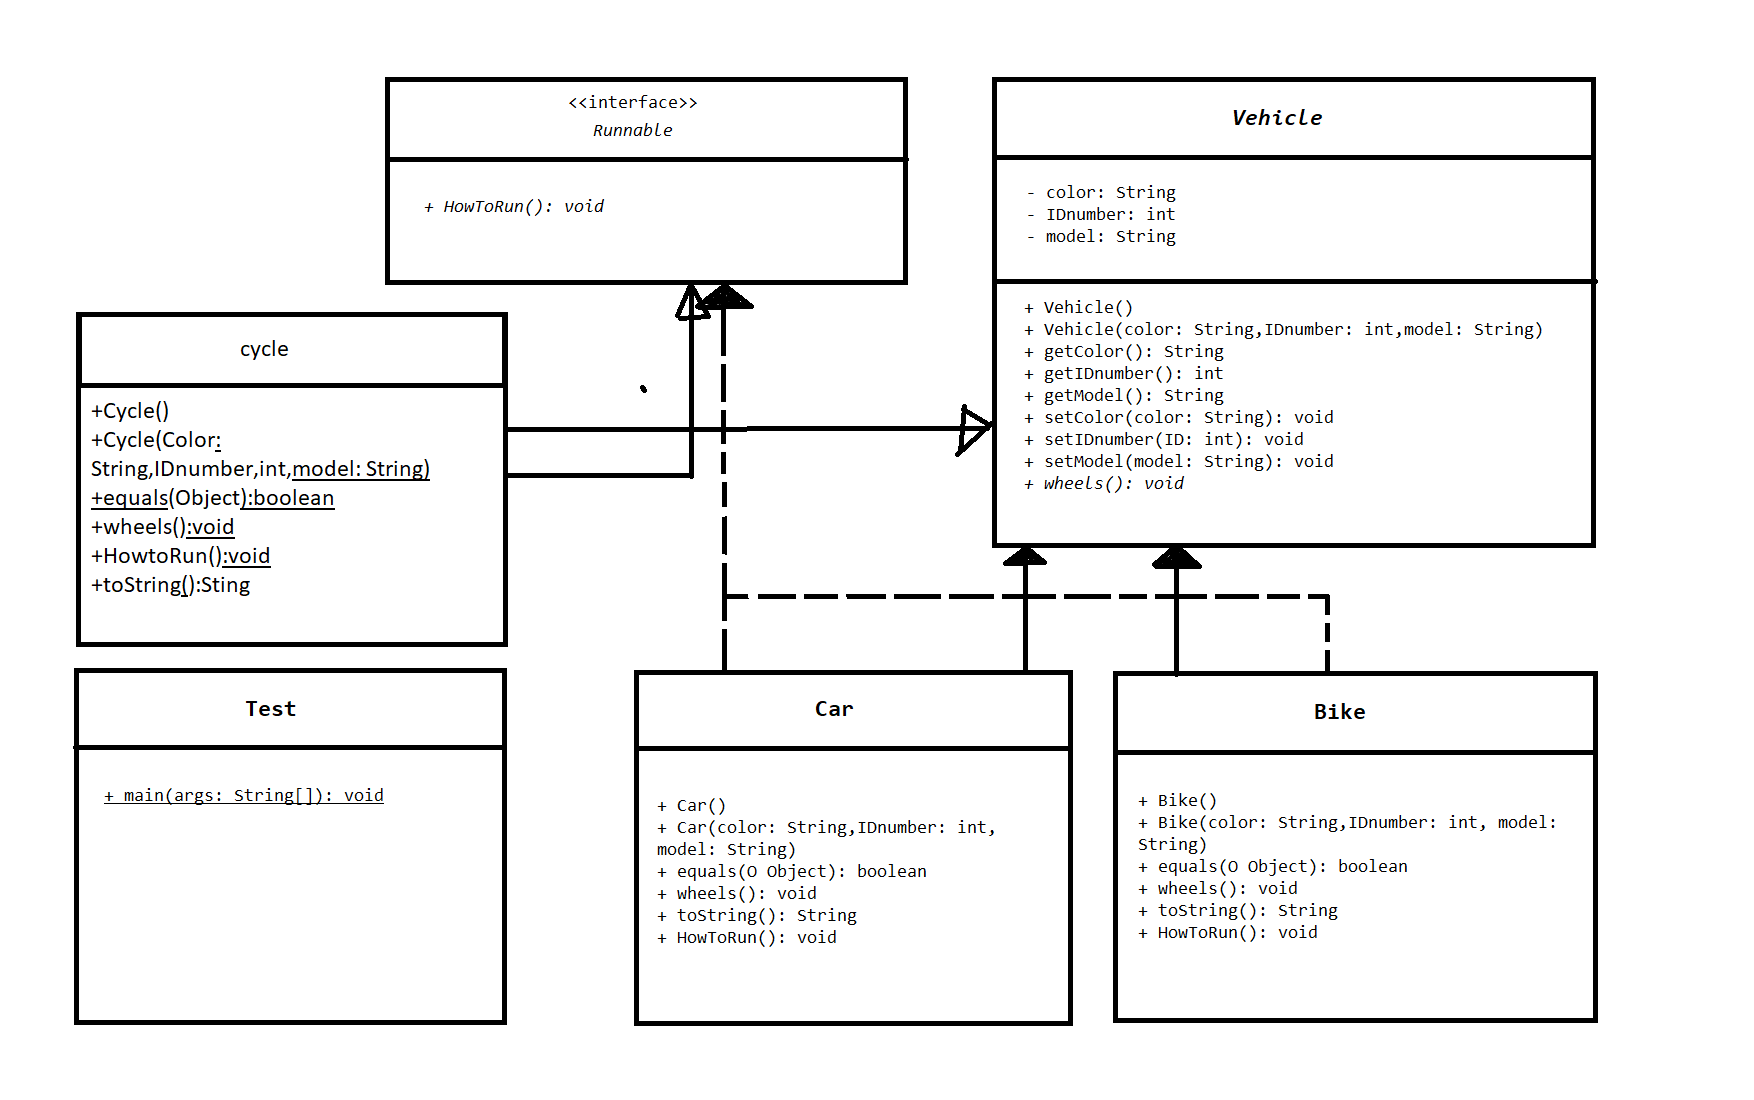 <<interface>>
Runnable
+ HowToRun(): void
Vehicle
- color: String
- IDnumber: int
- model: String
+ Vehicle()
+ Vehicle(color: String,IDnumber: int,model: String)
+ getColor(): String
+ getIDnumber(): int
+ getModel(): String
+ setColor(color: String): void
+ setIDnumber(ID: int): void
+ setModel(model: String): void
+ wheels(): void
cycle
+Cycle()
+Cycle(Color:
String,IDnumber,int,model: String)
+equals(Object):boolean
+wheels():void
+HowtoRun():void
+toString():Sting
Test
+ main(args: String[]): void
Car
+ Car()
+ Car(color: String,IDnumber: int,
model: String)
+ equals(O Object): boolean
+ wheels(): void
+ toString(): String
+ HowToRun(): void
Bike
+ Bike()
+ Bike(color: String,IDnumber: int, model:
String)
+ equals(O Object): boolean
+ wheels(): void
+ toString(): String
+ HowToRun(): void